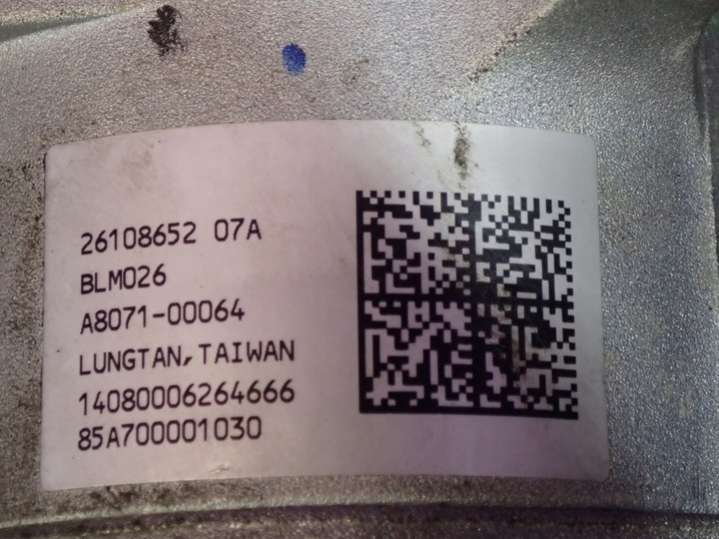 26108652 07A
BLM026
A8071-00064
LUNGTAN, TAIWAN
14080006264666
85A700001030